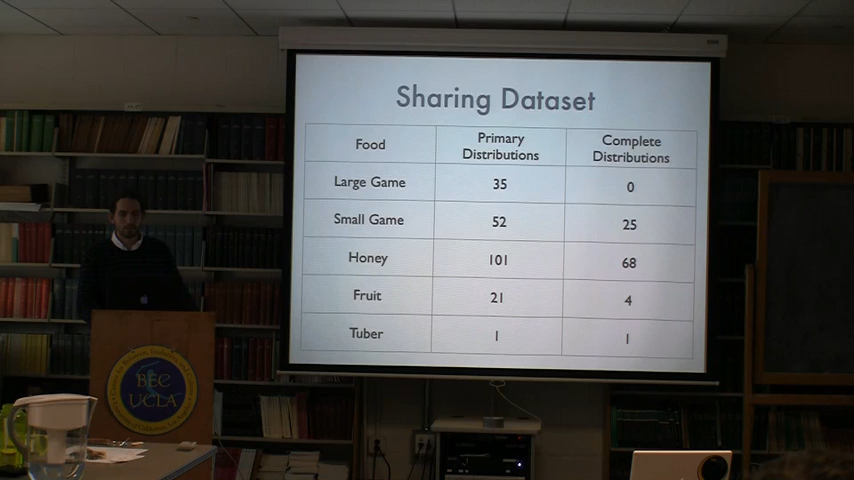 Sharing Dataset
Food
Primary
Distributions
Complete
Distributions
Large Game
35
0
Small Game
52
25
Honey
101
68
Fruit
21
4
Tuber
1
1
BEC
UCLA